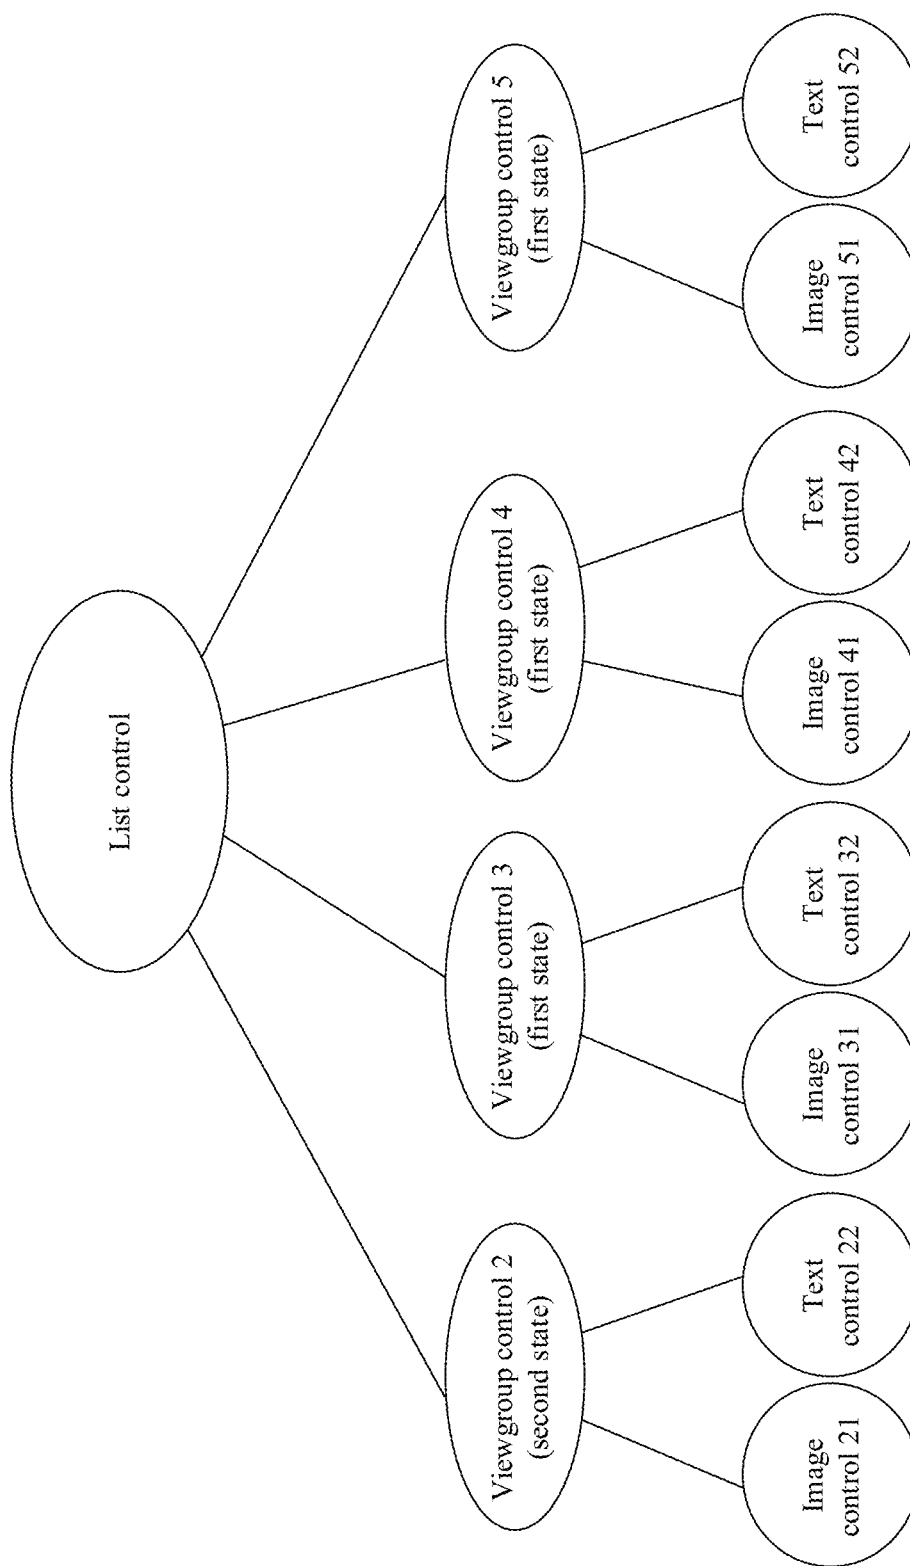 List control
Viewgroup control 2
(second state)
Viewgroup control 3
(first state)
Viewgroup control 4
(first state)
Viewgroup control 5
(first state)
Image
control 21
Text
control 22
Image
control 31
Text
control 32
Image
control 41
Text
control 42
Image
control 51
Text
control 52